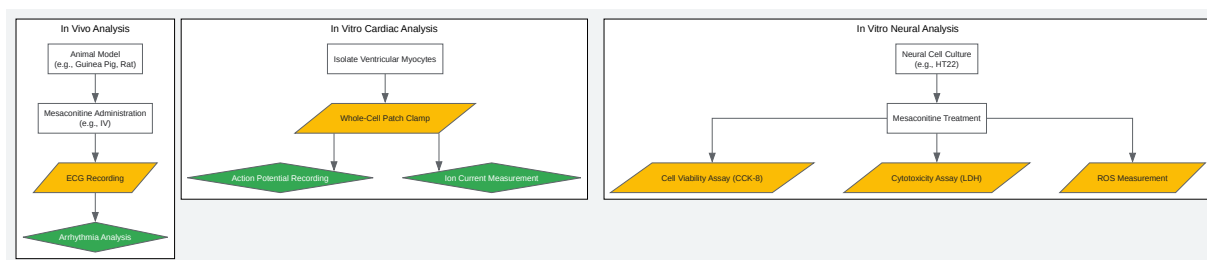 In Vivo Analysis
Animal Model
(e.g., Guinea Pig, Rat)
Mesaconitine Administration
(e.g., IV)
ECG Recording
Arrhythmia Analysis
In Vitro Cardiac Analysis
Isolate Ventricular Myocytes
Whole-Cell Patch Clamp
Action Potential Recording
Ion Current Measurement
In Vitro Neural Analysis
Neural Cell Culture
(e.g., HT22)
Mesaconitine Treatment
Cell Viability Assay (CCK-8)
Cytotoxicity Assay (LDH)
ROS Measurement